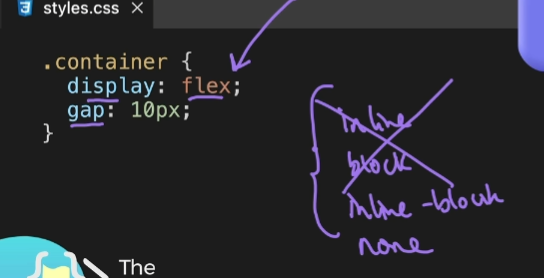 styles.css ×
.container {
display: flex;
gap: 10px;
}
inline
block
inline-block
none
The